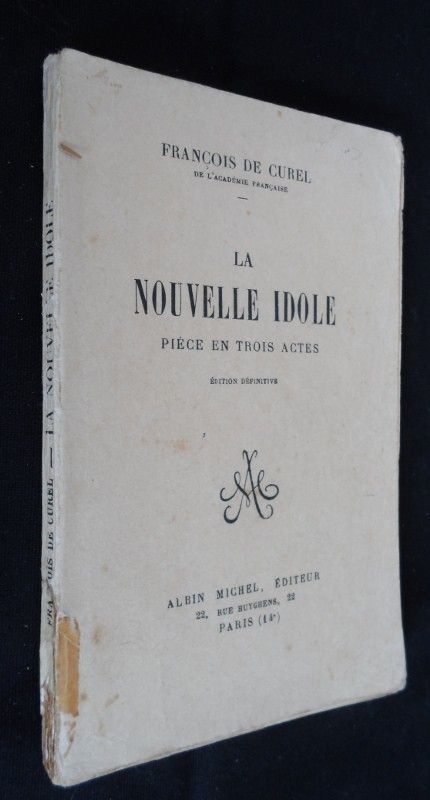 FRANÇOIS DE CUREL
DE L'ACADÉMIE FRANÇAISE
LA
NOUVELLE IDOLE
PIÈCE EN TROIS ACTES
ÉDITION DÉFINITIVE
AM
ALBIN MICHEL, ÉDITEUR
22, RUE HUYGHENS, 22
PARIS (14e)
FRANÇOIS DE CUREL — LA NOUVELLE IDOLE